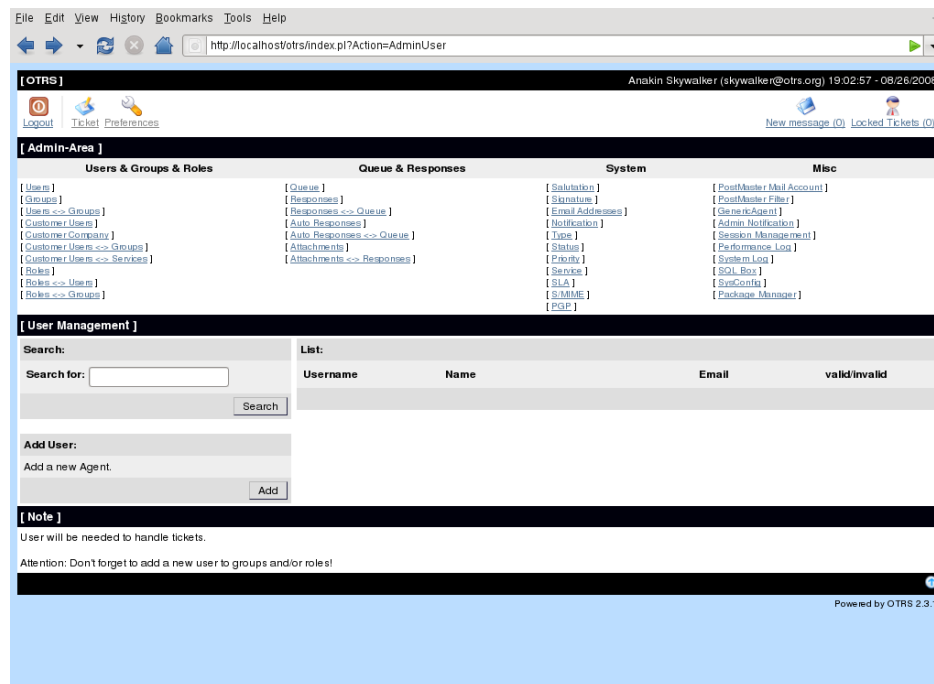 File Edit View History Bookmarks Tools Help
http://localhost/otrs/index.pl?Action=AdminUser
[ OTRS ] Anakin Skywalker (skywalker@otrs.org) 19:02:57 - 08/26/2008
Logout Ticket Preferences New message (0) Locked Tickets (0)
[ Admin-Area ]
Users & Groups & Roles Queue & Responses System Misc
[ Users ] [ Queue ] [ Salutation ] [ PostMaster Mail Account ]
[ Groups ] [ Responses ] [ Signature ] [ PostMaster Filter ]
[ Users <-> Groups ] [ Responses <-> Queue ] [ Email Addresses ] [ GenericAgent ]
[ Customer Users ] [ Auto Responses ] [ Notification ] [ Admin Notification ]
[ Customer Company ] [ Auto Responses <-> Queue ] [ Type ] [ Session Management ]
[ Customer Users <-> Groups ] [ Attachments ] [ Status ] [ Performance Log ]
[ Customer Users <-> Services ] [ Attachments <-> Responses ] [ Priority ] [ System Log ]
[ Roles ] [ Service ] [ SQL Box ]
[ Roles <-> Users ] [ SLA ] [ SysConfig ]
[ Roles <-> Groups ] [ S/MIME ] [ Package Manager ]
[ PGP ]
[ User Management ]
Search: List:
Search for: Username Name Email valid/invalid
Search
Add User:
Add a new Agent.
Add
[ Note ]
User will be needed to handle tickets.
Attention: Don't forget to add a new user to groups and/or roles!
Powered by OTRS 2.3.